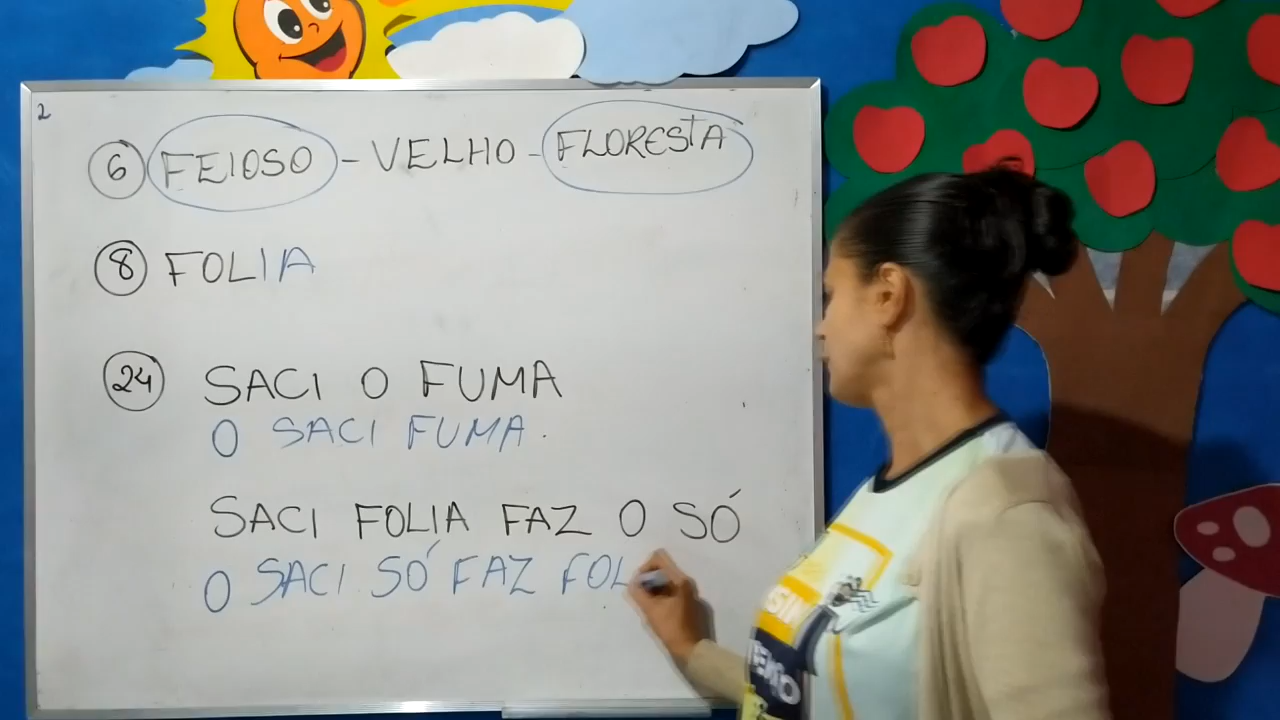 2
6 FEIOSO - VELHO - FLORESTA
8 FOLIA
24 SACI O FUMA
O SACI FUMA.
SACI FOLIA FAZ O SÓ
O SACI SÓ FAZ FOL